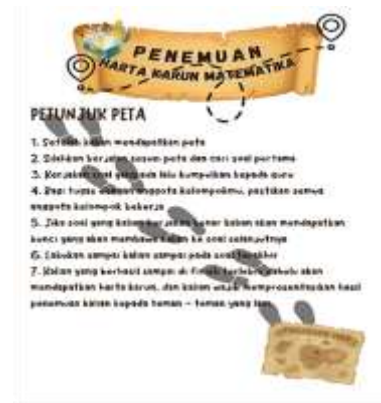 PENEMUAN
HARTA KARUN MATEMATIKA
PETUNJUK PETA
1. Setelah kalian mendapatkan peta
2. Silahkan berjalan sesuai peta dan cari soal pertama
3. Kerjakan soal yang ada lalu kumpulkan kepada guru
4. Bagi tugas dengan anggota kelompokmu, pastikan semua
anggota kelompok bekerja
5. Jika soal yang kalian kerjakan benar kalian akan mendapatkan
kunci yang akan membawa kalian ke soal selanjutnya
6. Lakukan sampai kalian sampai pada soal terakhir
7. Kalian yang berhasil sampai di finish terlebih dahulu akan
mendapatkan harta karun, dan kalian wajib mempresentasikan hasil
penemuan kalian kepada teman - teman yang lain